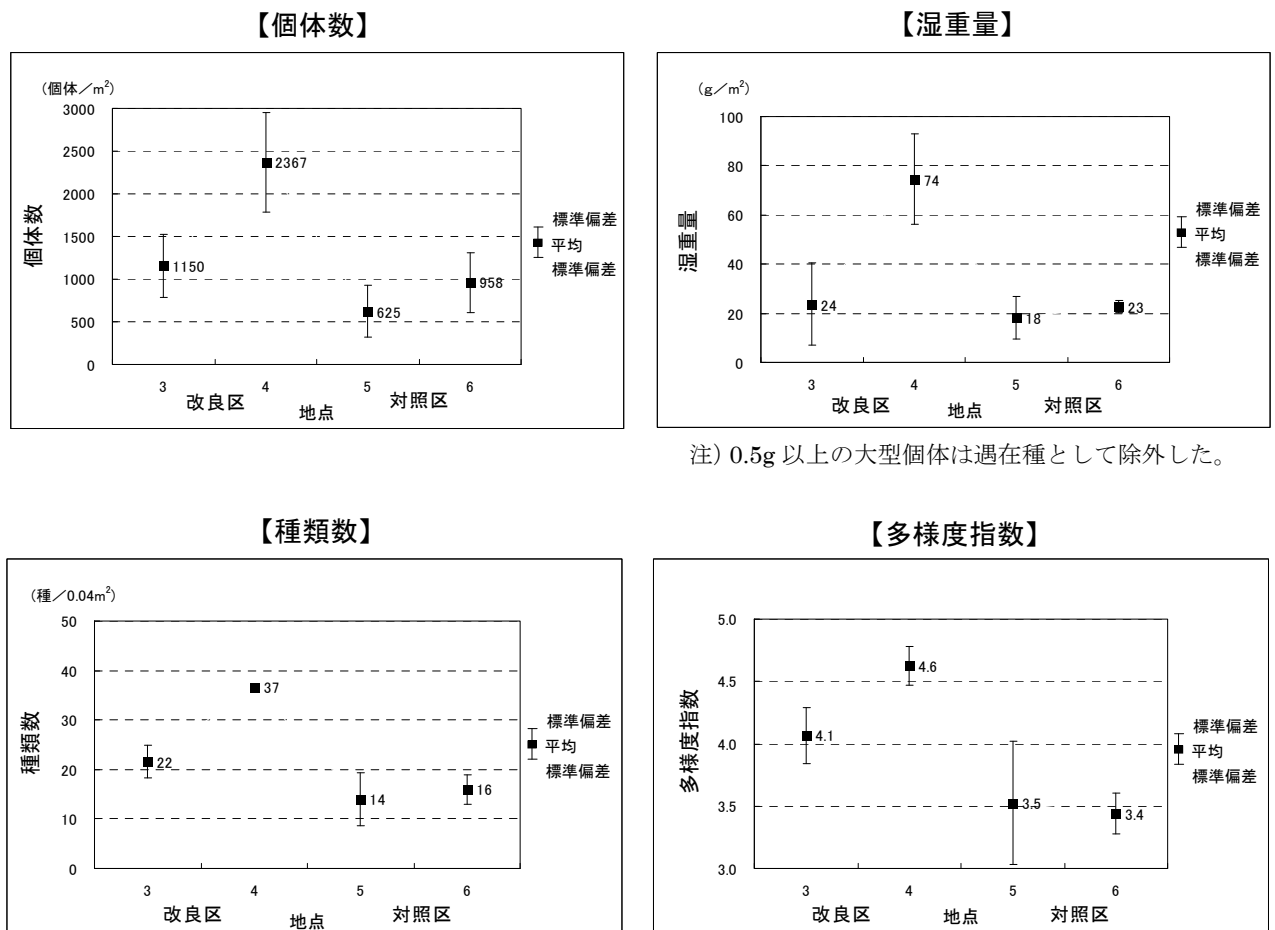 【個体数】
(個体／m²)
3000
2500
2000
1500
1000
500
0
個体数
1150
2367
625
958
3
4
5
6
改良区
地点
対照区
標準偏差
平均
標準偏差
【湿重量】
(g／m²)
100
80
60
40
20
0
湿重量
24
74
18
23
3
4
5
6
改良区
地点
対照区
標準偏差
平均
標準偏差
注) 0.5g 以上の大型個体は遇在種として除外した。
【種類数】
(種／0.04m²)
50
40
30
20
10
0
種類数
22
37
14
16
3
4
5
6
改良区
地点
対照区
標準偏差
平均
標準偏差
【多様度指数】
5.0
4.5
4.0
3.5
3.0
多様度指数
4.1
4.6
3.5
3.4
3
4
5
6
改良区
地点
対照区
標準偏差
平均
標準偏差